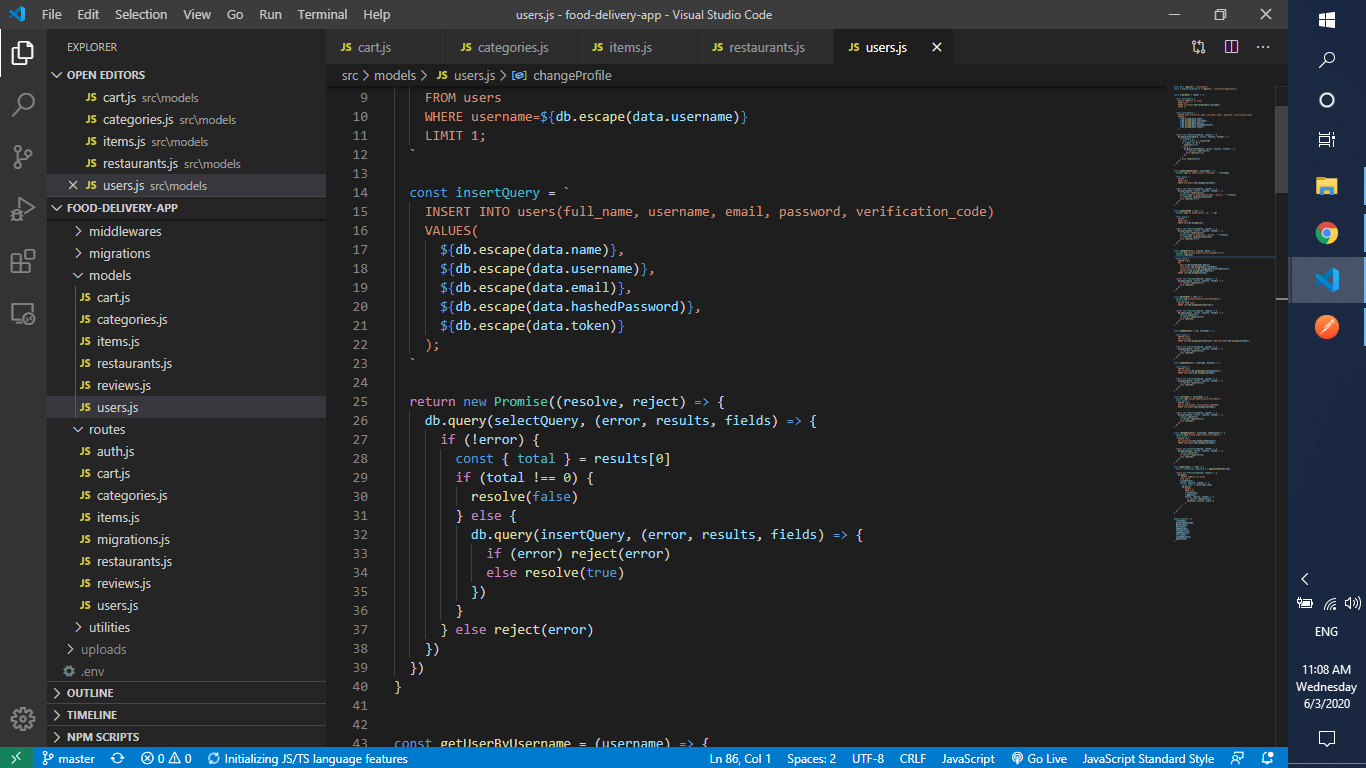 File Edit Selection View Go Run Terminal Help
users.js - food-delivery-app - Visual Studio Code
EXPLORER
OPEN EDITORS
JS cart.js src\models
JS categories.js src\models
JS items.js src\models
JS restaurants.js src\models
JS users.js src\models
FOOD-DELIVERY-APP
middlewares
migrations
models
JS cart.js
JS categories.js
JS items.js
JS restaurants.js
JS reviews.js
JS users.js
routes
JS auth.js
JS cart.js
JS categories.js
JS items.js
JS migrations.js
JS restaurants.js
JS reviews.js
JS users.js
utilities
uploads
.env
OUTLINE
TIMELINE
NPM SCRIPTS
JS cart.js JS categories.js JS items.js JS restaurants.js JS users.js
src > models > JS users.js > changeProfile
9 FROM users
10 WHERE username=${db.escape(data.username)}
11 LIMIT 1;
12 `
13
14 const insertQuery = `
15 INSERT INTO users(full_name, username, email, password, verification_code)
16 VALUES(
17 ${db.escape(data.name)},
18 ${db.escape(data.username)},
19 ${db.escape(data.email)},
20 ${db.escape(data.hashedPassword)},
21 ${db.escape(data.token)}
22 );
23 `
24
25 return new Promise((resolve, reject) => {
26 db.query(selectQuery, (error, results, fields) => {
27 if (!error) {
28 const { total } = results[0]
29 if (total !== 0) {
30 resolve(false)
31 } else {
32 db.query(insertQuery, (error, results, fields) => {
33 if (error) reject(error)
34 else resolve(true)
35 })
36 }
37 } else reject(error)
38 })
39 })
40 }
41
42
43 const getUserByUsername = (username) => {
master 0 0 Initializing JS/TS language features Ln 86, Col 1 Spaces: 2 UTF-8 CRLF JavaScript Go Live JavaScript Standard Style
ENG
11:08 AM
Wednesday
6/3/2020